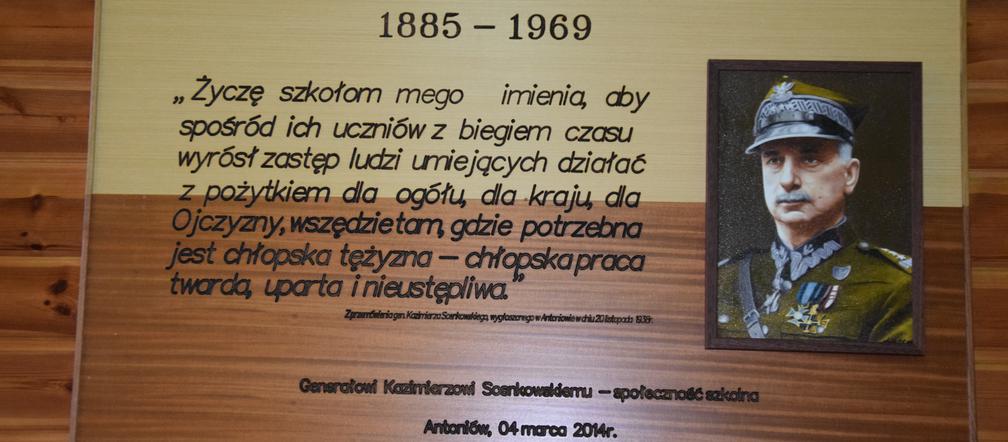 1885 – 1969
„Życzę szkołom mego imienia, aby
spośród ich uczniów z biegiem czasu
wyrósł zastęp ludzi umiejących działać
z pożytkiem dla ogółu, dla kraju, dla
Ojczyzny, wszędzie tam, gdzie potrzebna
jest chłopska tężyzna – chłopska praca
twarda, uparta i nieustępliwa.”
Z przemówienia gen. Kazimierza Sosnkowskiego, wygłoszonego w Antoniowie w dniu 20 listopada 1938r.
Generałowi Kazimierzowi Sosnkowskiemu – społeczność szkolna
Antoniów, 04 marca 2014r.